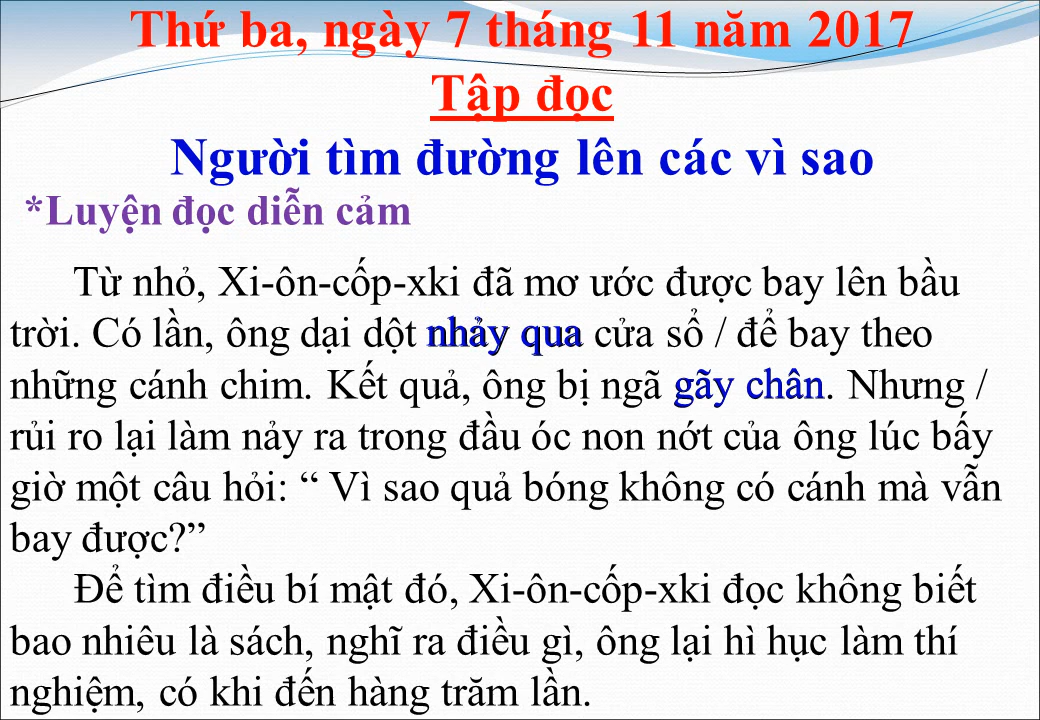 Thứ ba, ngày 7 tháng 11 năm 2017
Tập đọc
Người tìm đường lên các vì sao
*Luyện đọc diễn cảm
Từ nhỏ, Xi-ôn-cốp-xki đã mơ ước được bay lên bầu
trời. Có lần, ông dại dột nhảy qua cửa sổ / để bay theo
những cánh chim. Kết quả, ông bị ngã gãy chân. Nhưng /
rủi ro lại làm nảy ra trong đầu óc non nớt của ông lúc bấy
giờ một câu hỏi: “ Vì sao quả bóng không có cánh mà vẫn
bay được?”
Để tìm điều bí mật đó, Xi-ôn-cốp-xki đọc không biết
bao nhiêu là sách, nghĩ ra điều gì, ông lại hì hục làm thí
nghiệm, có khi đến hàng trăm lần.